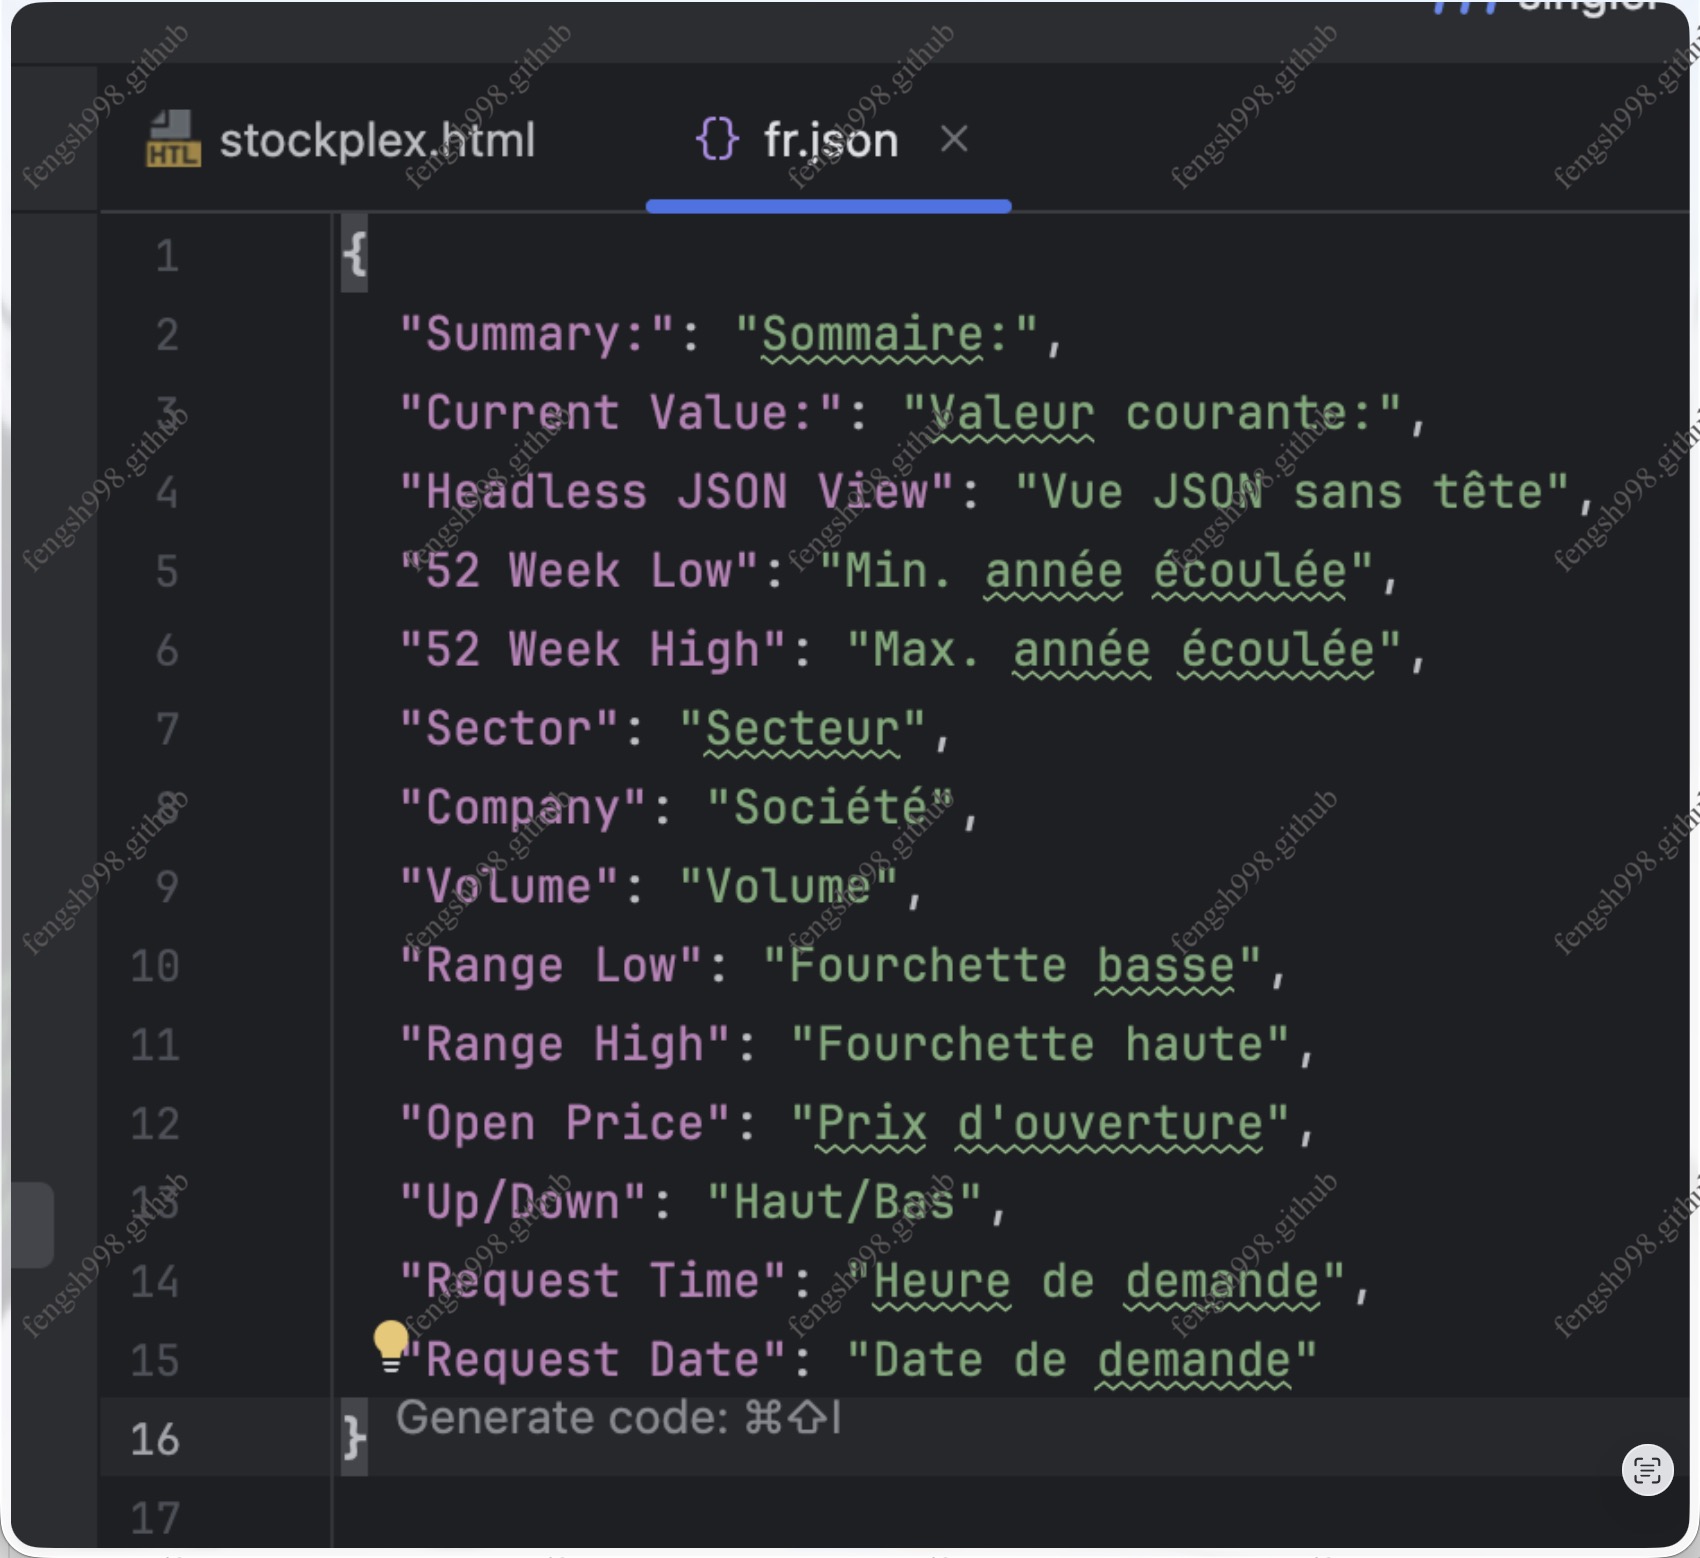 stockplex.html fr.json
1 {
2 "Summary:": "Sommaire:",
3 "Current Value:": "Valeur courante:",
4 "Headless JSON View": "Vue JSON sans tête",
5 "52 Week Low": "Min. année écoulée",
6 "52 Week High": "Max. année écoulée",
7 "Sector": "Secteur",
8 "Company": "Société",
9 "Volume": "Volume",
10 "Range Low": "Fourchette basse",
11 "Range High": "Fourchette haute",
12 "Open Price": "Prix d'ouverture",
13 "Up/Down": "Haut/Bas",
14 "Request Time": "Heure de demande",
15 "Request Date": "Date de demande"
16 } Generate code: ⌘⇧I
17
fengsh998.github